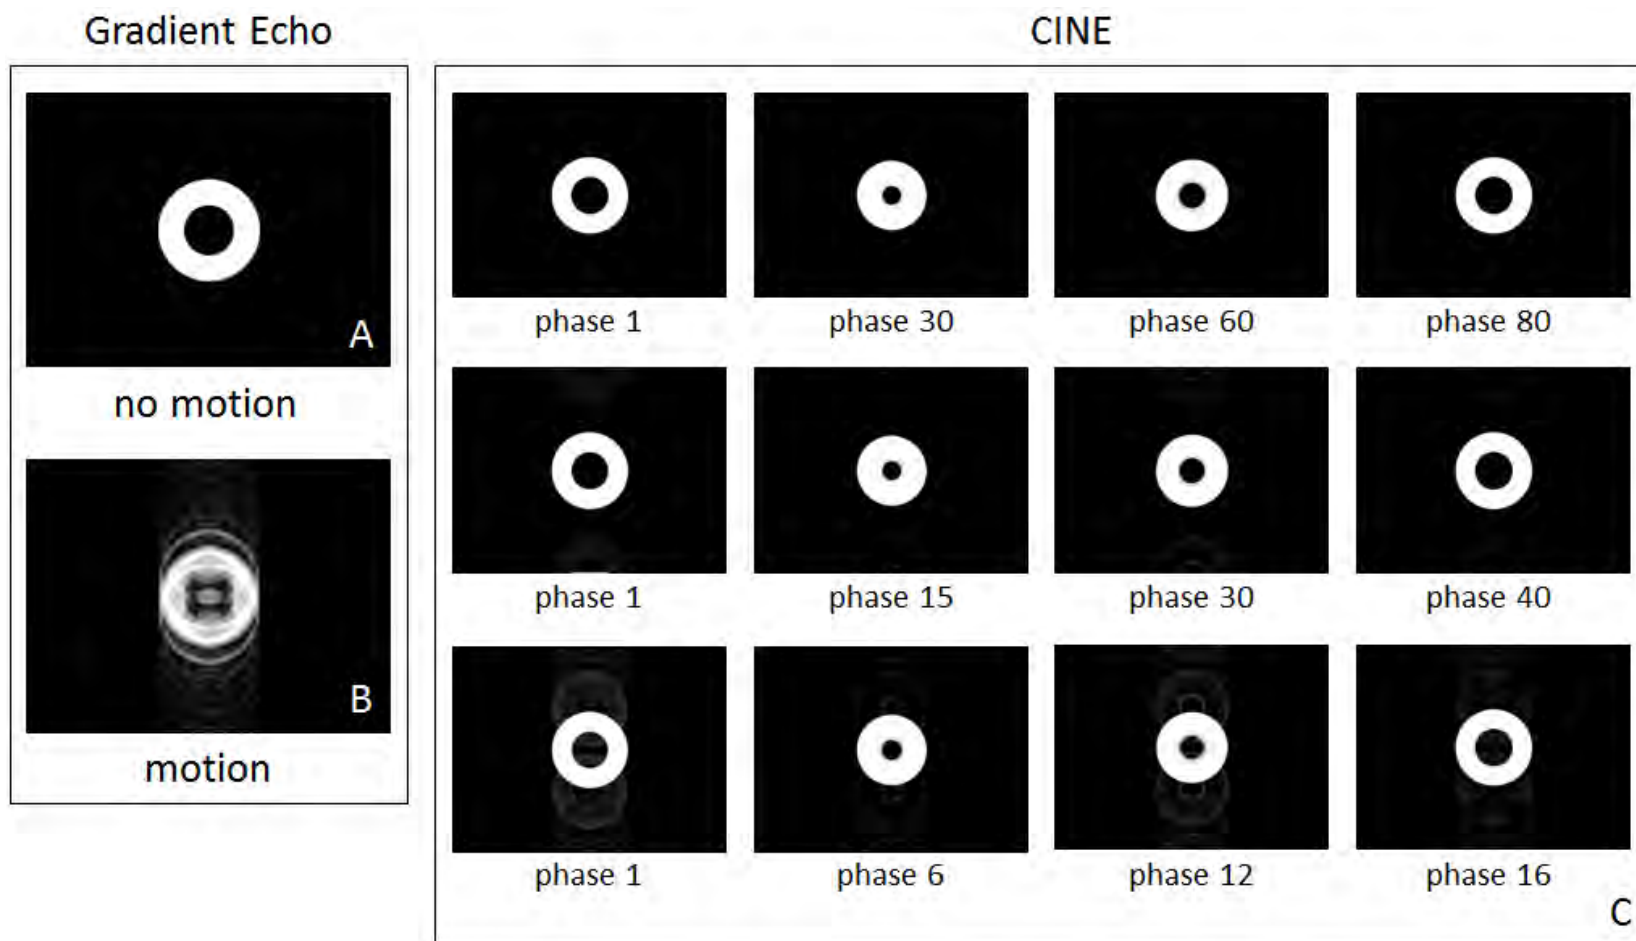 Gradient Echo
CINE
A
no motion
B
motion
phase 1
phase 30
phase 60
phase 80
phase 1
phase 15
phase 30
phase 40
phase 1
phase 6
phase 12
phase 16
C